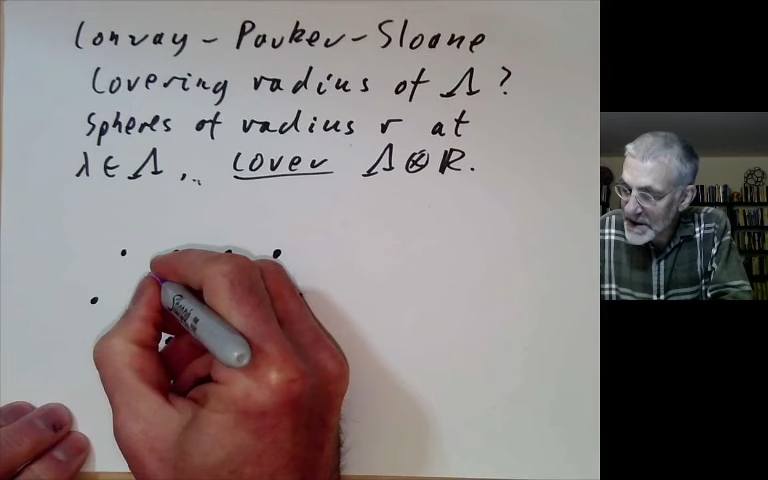 Conway - Parker - Sloane
Covering radius of Λ ?
Spheres of radius r at
λ ∈ Λ, .. cover Λ ⊗ ℝ.